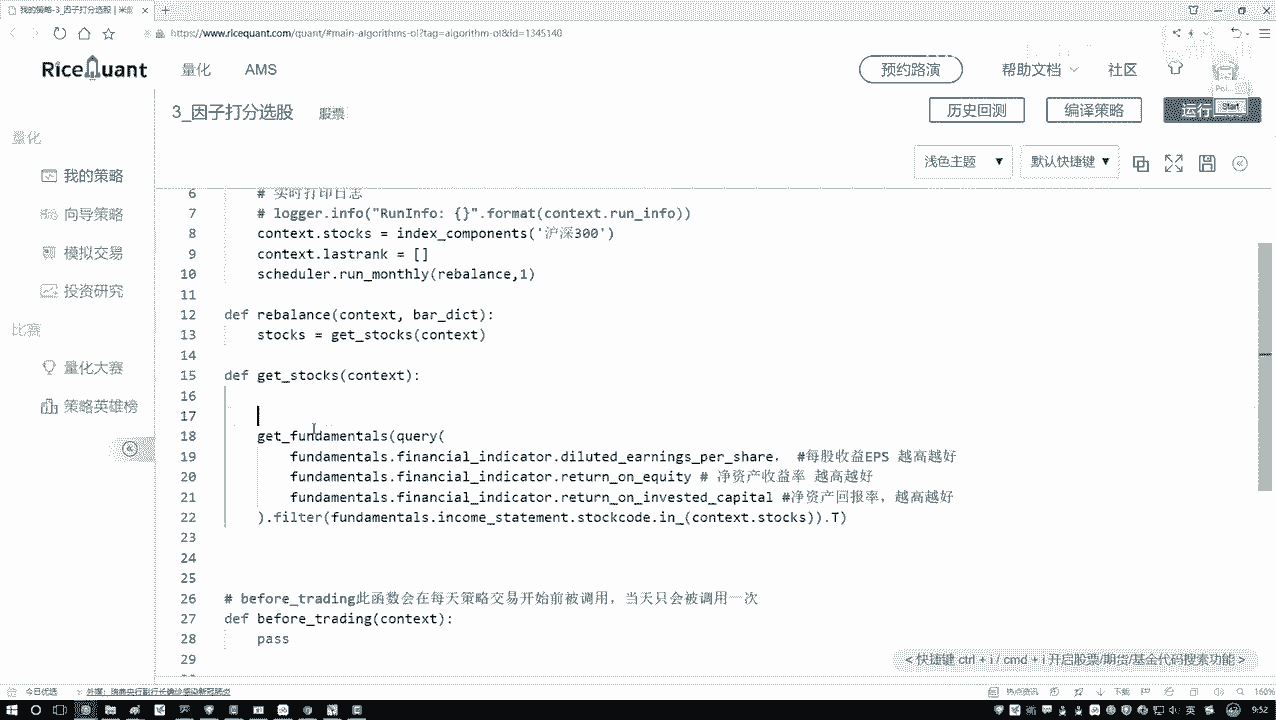 我的策略-3_因子打分选股
https://www.ricequant.com/quant/#main-algorithms-ol?tag=algorithm-ol&id=1345140
RiceQuant 量化 AMS 预约路演 帮助文档 社区
3_因子打分选股 股票 历史回测 编译策略 运行 Start
量化
浅色主题 默认快捷键
我的策略
向导策略
模拟交易
投资研究
比赛
量化大赛
策略英雄榜
6 # 实时打印日志
7 # logger.info("RunInfo: {}".format(context.run_info))
8 context.stocks = index_components('沪深300')
9 context.lastrank = []
10 scheduler.run_monthly(rebalance,1)
11
12 def rebalance(context, bar_dict):
13 stocks = get_stocks(context)
14
15 def get_stocks(context):
16
17
18 get_fundamentals(query(
19 fundamentals.financial_indicator.diluted_earnings_per_share, #每股收益EPS 越高越好
20 fundamentals.financial_indicator.return_on_equity # 净资产收益率 越高越好
21 fundamentals.financial_indicator.return_on_invested_capital #净资产回报率，越高越好
22 ).filter(fundamentals.income_statement.stockcode.in_(context.stocks)).T)
23
24
25
26 # before_trading此函数会在每天策略交易开始前被调用，当天只会被调用一次
27 def before_trading(context):
28 pass
29
< 快捷键 ctrl + i / cmd + i 开启股票/期货/基金代码搜索功能 >
今日优选 热点资讯 下载 160%
英 9:52